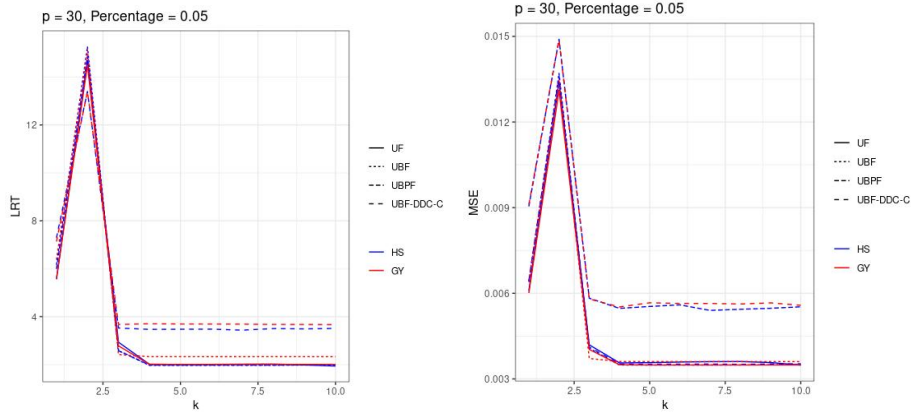 p = 30, Percentage = 0.05
12
8
4
LRT
2.5 5.0 7.5 10.0
k
UF
UBF
UBPF
UBF-DDC-C
HS
GY
p = 30, Percentage = 0.05
0.015
0.012
0.009
0.006
0.003
MSE
2.5 5.0 7.5 10.0
k
UF
UBF
UBPF
UBF-DDC-C
HS
GY